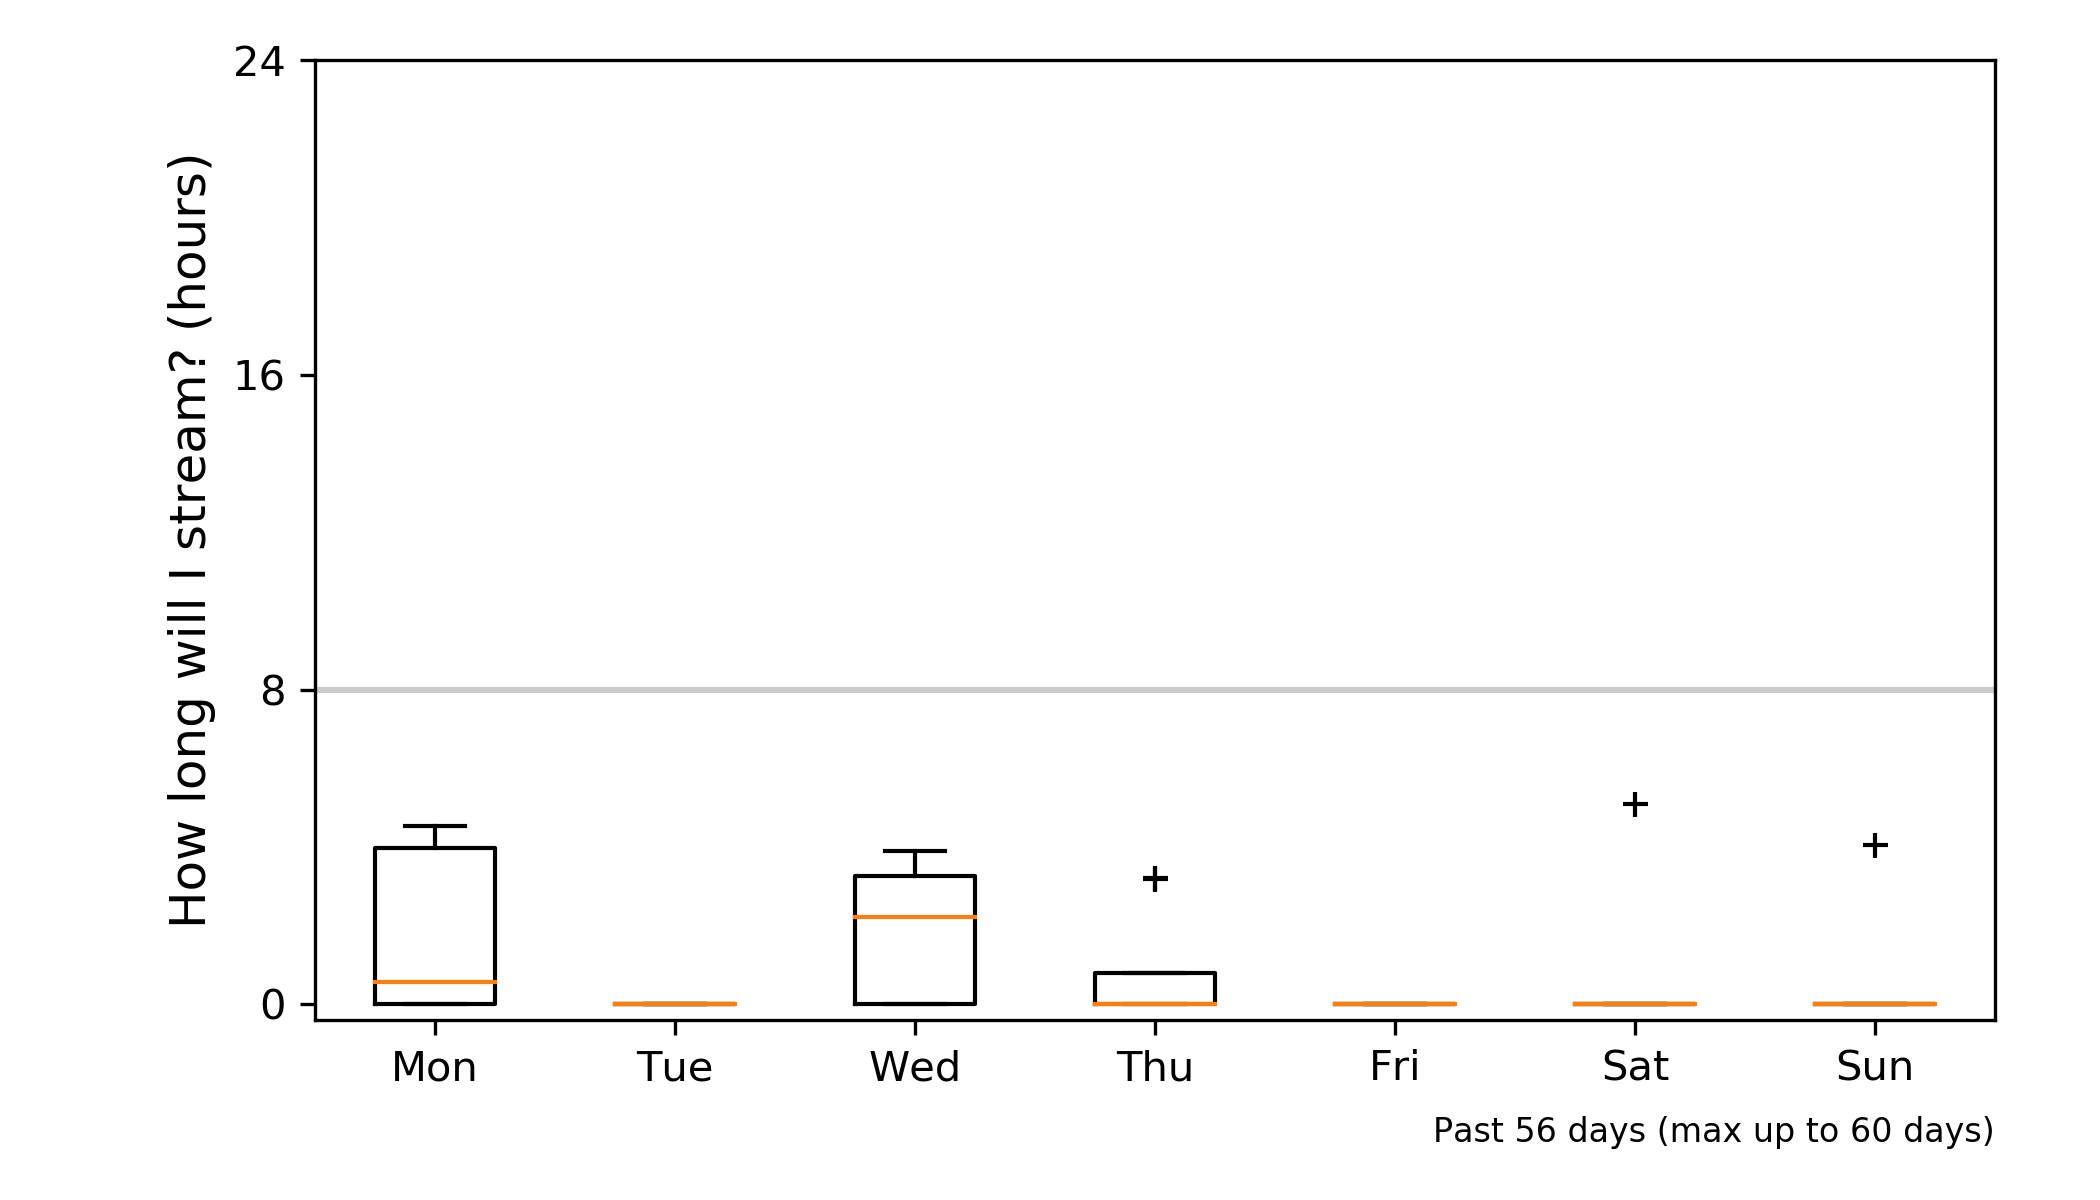 How long will I stream? (hours)
24
16
8
0
Mon Tue Wed Thu Fri Sat Sun
Past 56 days (max up to 60 days)